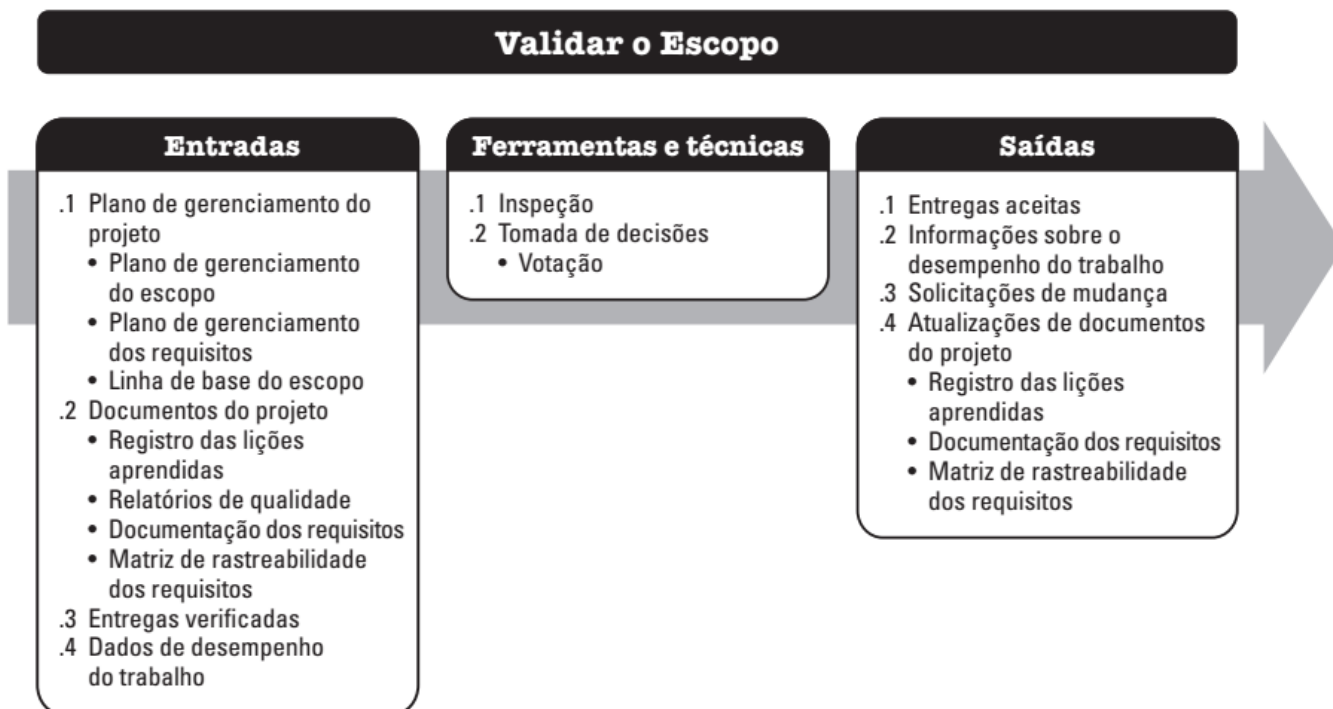 Validar o Escopo
Entradas
.1 Plano de gerenciamento do
projeto
• Plano de gerenciamento
do escopo
• Plano de gerenciamento
dos requisitos
• Linha de base do escopo
.2 Documentos do projeto
• Registro das lições
aprendidas
• Relatórios de qualidade
• Documentação dos requisitos
• Matriz de rastreabilidade
dos requisitos
.3 Entregas verificadas
.4 Dados de desempenho
do trabalho
Ferramentas e técnicas
.1 Inspeção
.2 Tomada de decisões
• Votação
Saídas
.1 Entregas aceitas
.2 Informações sobre o
desempenho do trabalho
.3 Solicitações de mudança
.4 Atualizações de documentos
do projeto
• Registro das lições
aprendidas
• Documentação dos requisitos
• Matriz de rastreabilidade
dos requisitos